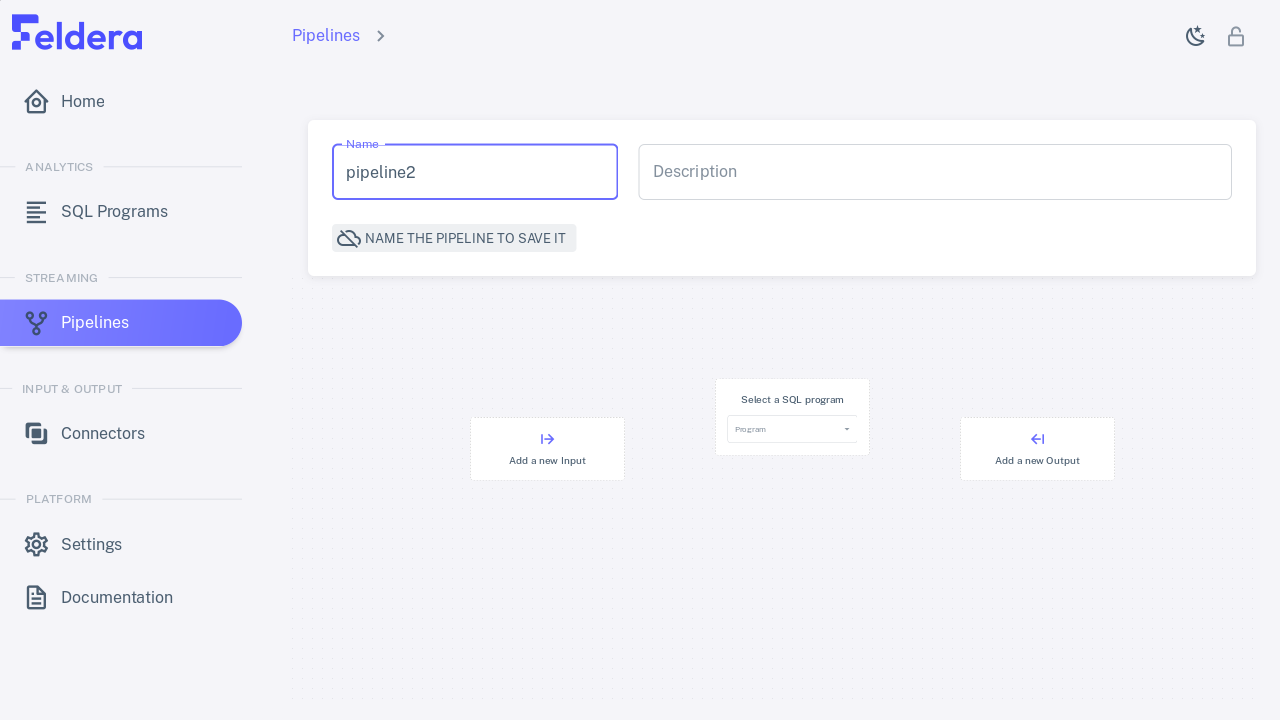 Feldera
Pipelines
Home
ANALYTICS
SQL Programs
STREAMING
Pipelines
INPUT & OUTPUT
Connectors
PLATFORM
Settings
Documentation
Name
pipeline2
Description
NAME THE PIPELINE TO SAVE IT
Select a SQL program
Program
Add a new Input
Add a new Output